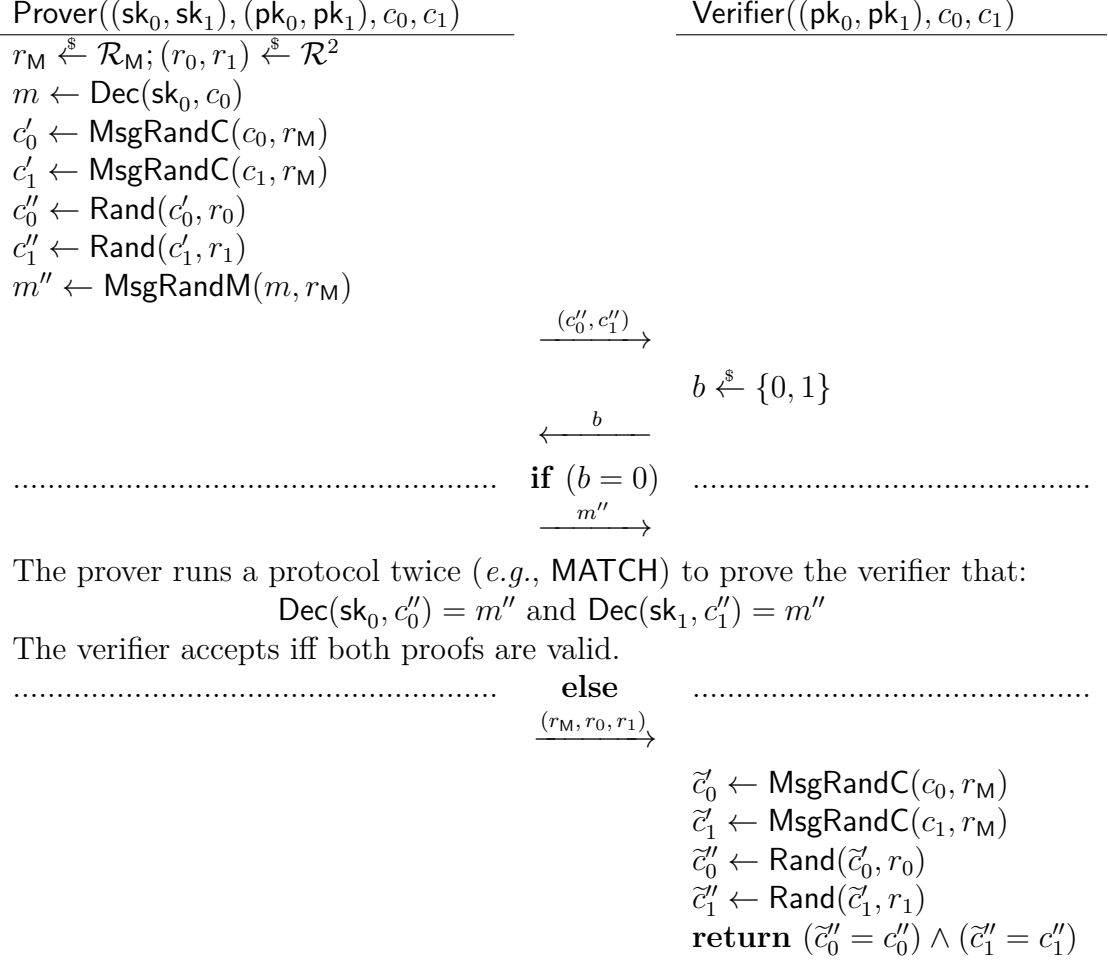 Prover((sk₀, sk₁), (pk₀, pk₁), c₀, c₁) Verifier((pk₀, pk₁), c₀, c₁)
r_M ←$ R_M; (r₀, r₁) ←$ R²
m ← Dec(sk₀, c₀)
c′₀ ← MsgRandC(c₀, r_M)
c′₁ ← MsgRandC(c₁, r_M)
c″₀ ← Rand(c′₀, r₀)
c″₁ ← Rand(c′₁, r₁)
m″ ← MsgRandM(m, r_M)
(c″₀, c″₁)
b ←$ {0, 1}
b
if (b = 0)
m″
The prover runs a protocol twice (e.g., MATCH) to prove the verifier that:
Dec(sk₀, c″₀) = m″ and Dec(sk₁, c″₁) = m″
The verifier accepts iff both proofs are valid.
else
(r_M, r₀, r₁)
c̃′₀ ← MsgRandC(c₀, r_M)
c̃′₁ ← MsgRandC(c₁, r_M)
c̃″₀ ← Rand(c̃′₀, r₀)
c̃″₁ ← Rand(c̃′₁, r₁)
return (c̃″₀ = c″₀) ∧ (c̃″₁ = c″₁)